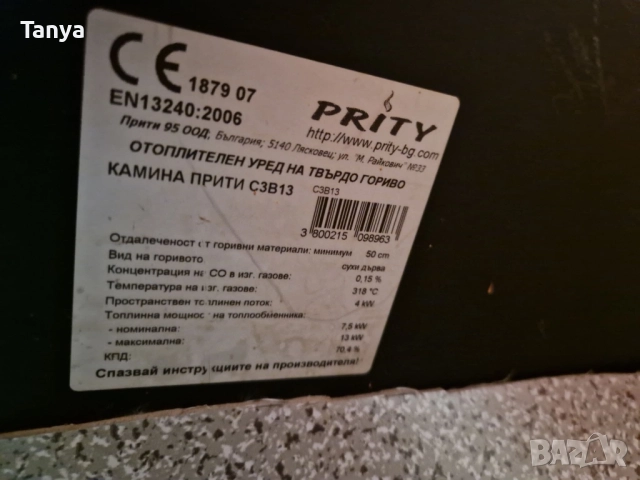 Tanya
CE 1879 07
EN13240:2006
PRITY
http://www.prity-bg.com
Прити 95 ООД, България; 5140 Лясковец; ул. "М. Райкович" №33
ОТОПЛИТЕЛЕН УРЕД НА ТВЪРДО ГОРИВО
КАМИНА ПРИТИ С3В13
С3В13
3 800215 098963
Отдалеченост от горивни материали: минимум 50 cm
Вид на горивото: сухи дърва
Концентрация на CO в изг. газове: 0,15 %
Температура на изг. газове: 318 °C
Пространствен топлинен поток: 4 kW
Топлинна мощност на топлообменника:
- номинална: 7,5 kW
- максимална: 13 kW
КПД: 70,4 %
Спазвай инструкциите на производителя!
BAZAR